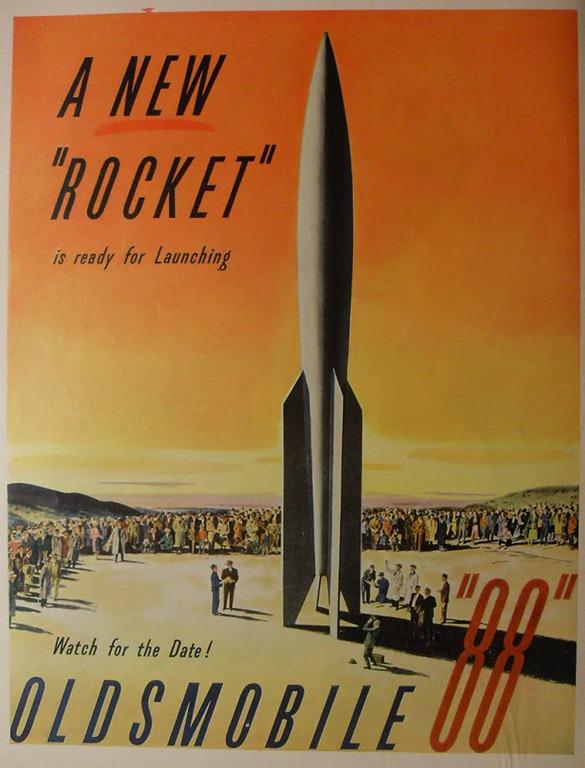 A NEW
"ROCKET"
is ready for Launching
Watch for the Date!
OLDSMOBILE "88"